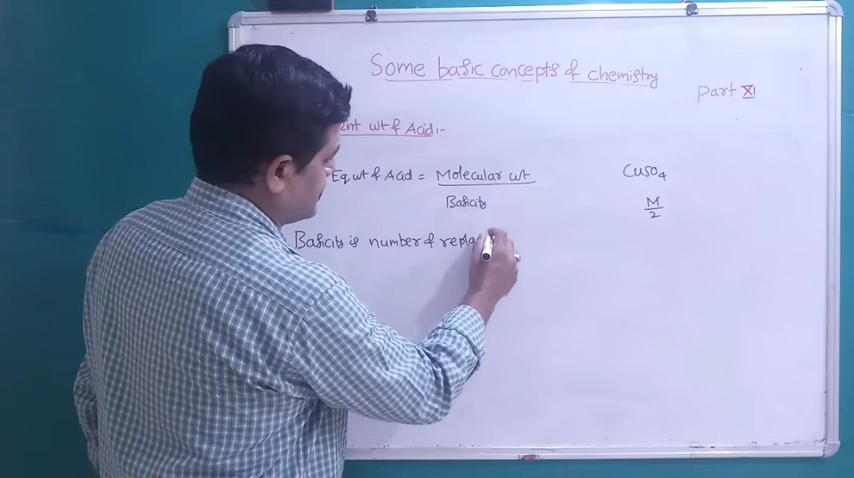 Some basic concepts of chemistry
Part XI
ent wt of Acid:-
Eq wt of Acid = Molecular wt
Basicity
CuSO4
M
2
Basicity is number of repla